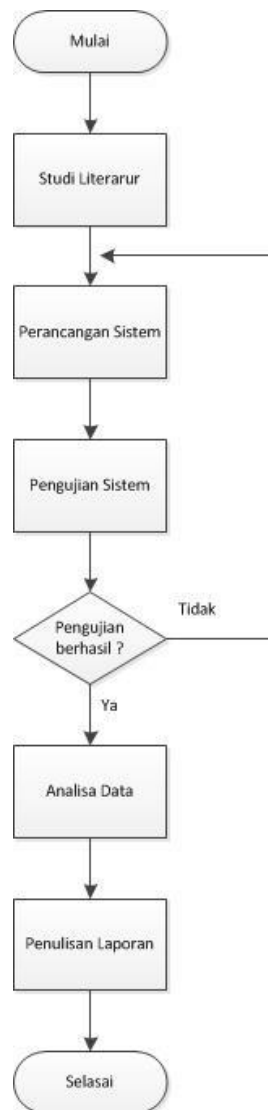 Mulai
Studi Literarur
Perancangan Sistem
Pengujian Sistem
Pengujian
berhasil ?
Tidak
Ya
Analisa Data
Penulisan Laporan
Selasai